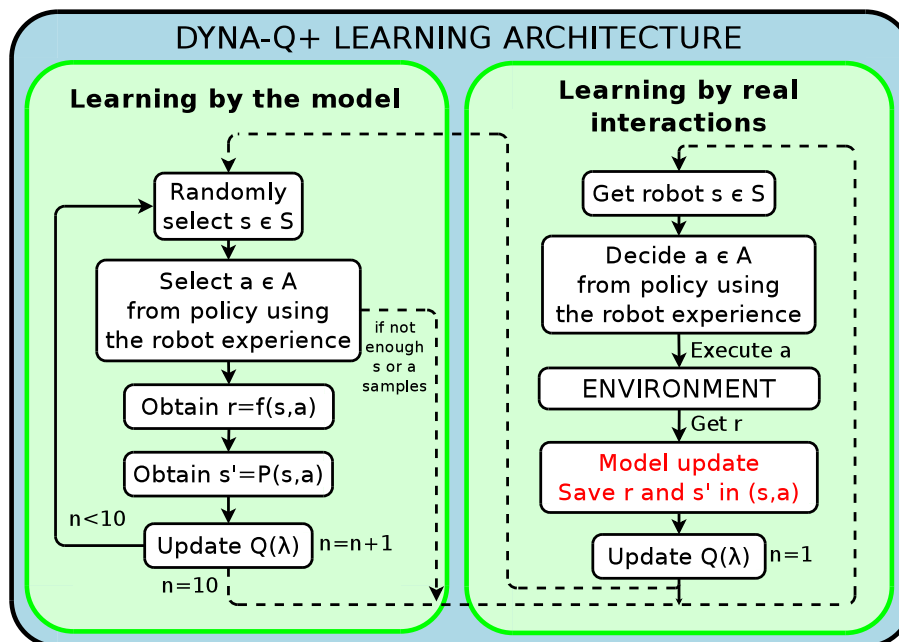 DYNA-Q+ LEARNING ARCHITECTURE
Learning by the model
Randomly
select s ϵ S
Select a ϵ A
from policy using
the robot experience
if not
enough
s or a
samples
Obtain r=f(s,a)
Obtain s'=P(s,a)
n<10
Update Q(λ)
n=n+1
n=10
Learning by real
interactions
Get robot s ϵ S
Decide a ϵ A
from policy using
the robot experience
Execute a
ENVIRONMENT
Get r
Model update
Save r and s' in (s,a)
Update Q(λ)
n=1